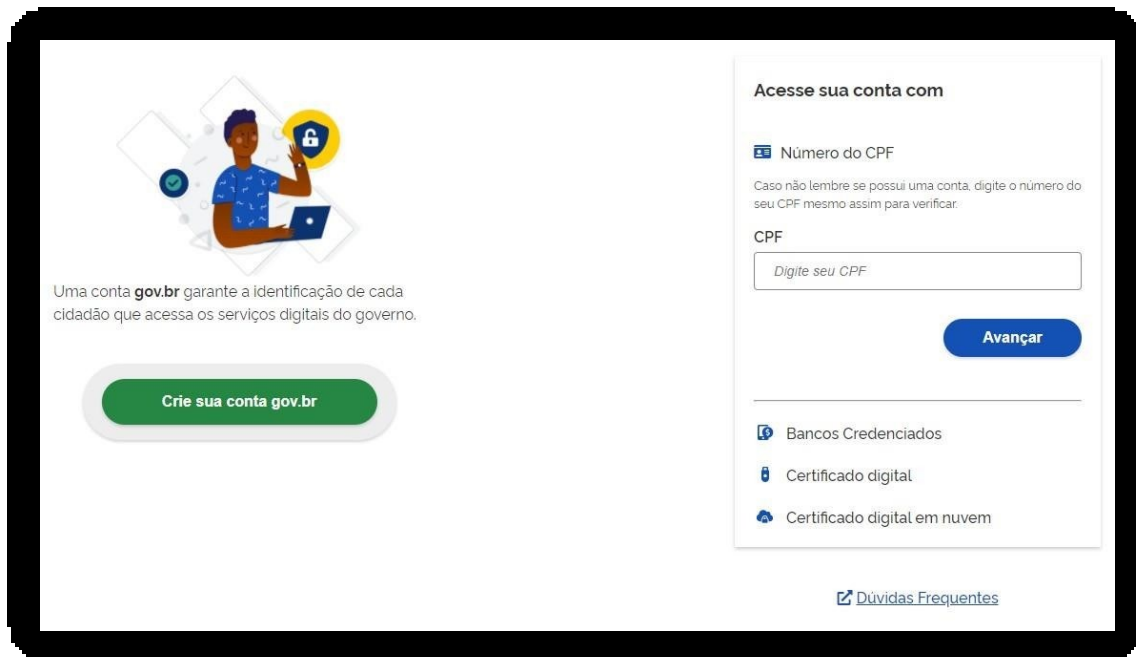 Uma conta gov.br garante a identificação de cada
cidadão que acessa os serviços digitais do governo.
Crie sua conta gov.br
Acesse sua conta com
Número do CPF
Caso não lembre se possui uma conta, digite o número do
seu CPF mesmo assim para verificar.
CPF
Digite seu CPF
Avançar
Bancos Credenciados
Certificado digital
Certificado digital em nuvem
Dúvidas Frequentes